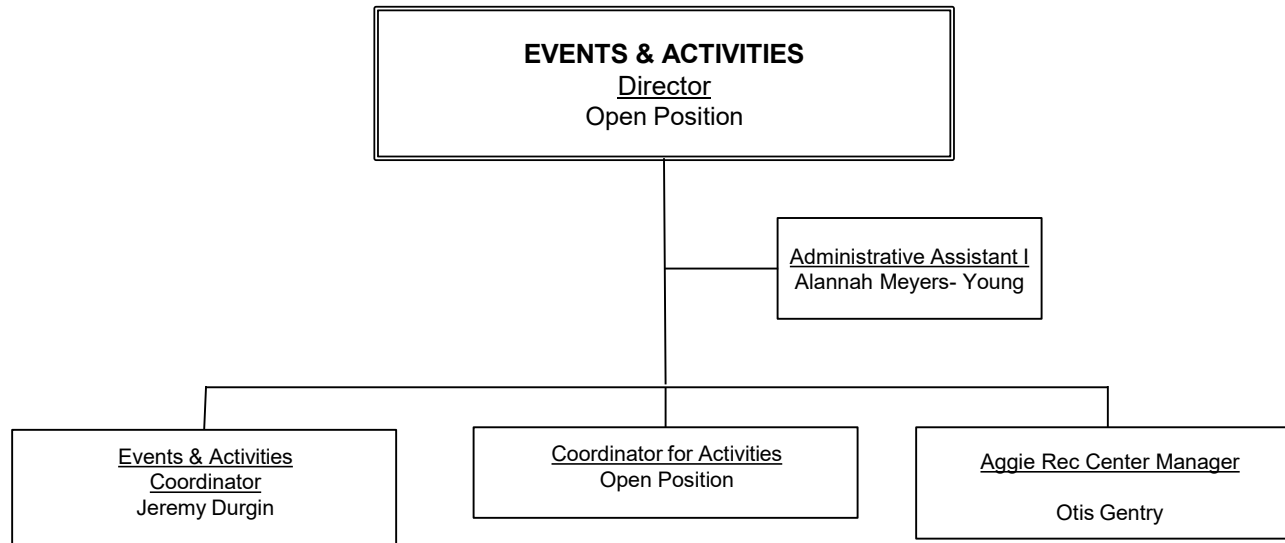 EVENTS & ACTIVITIES
Director
Open Position
Administrative Assistant I
Alannah Meyers- Young
Events & Activities
Coordinator
Jeremy Durgin
Coordinator for Activities
Open Position
Aggie Rec Center Manager
Otis Gentry